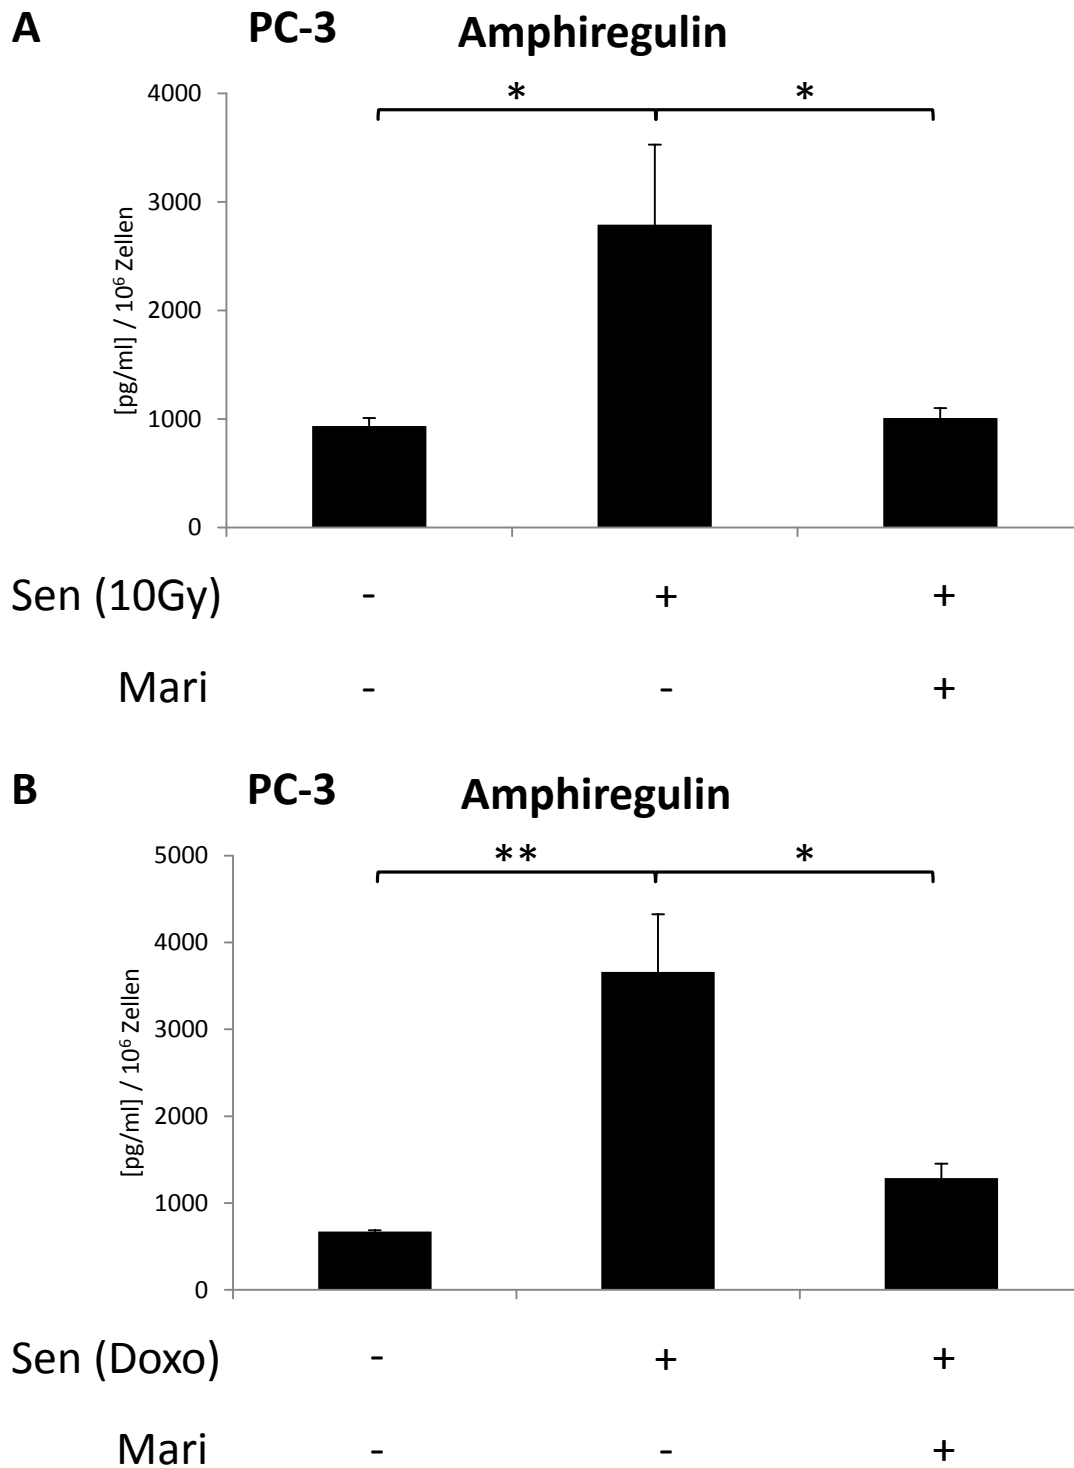 A PC-3 Amphiregulin
* *
4000
3000
2000
1000
0
[pg/ml] / 10⁶ Zellen
Sen (10Gy) - + +
Mari - - +
B PC-3 Amphiregulin
** *
5000
4000
3000
2000
1000
0
[pg/ml] / 10⁶ Zellen
Sen (Doxo) - + +
Mari - - +